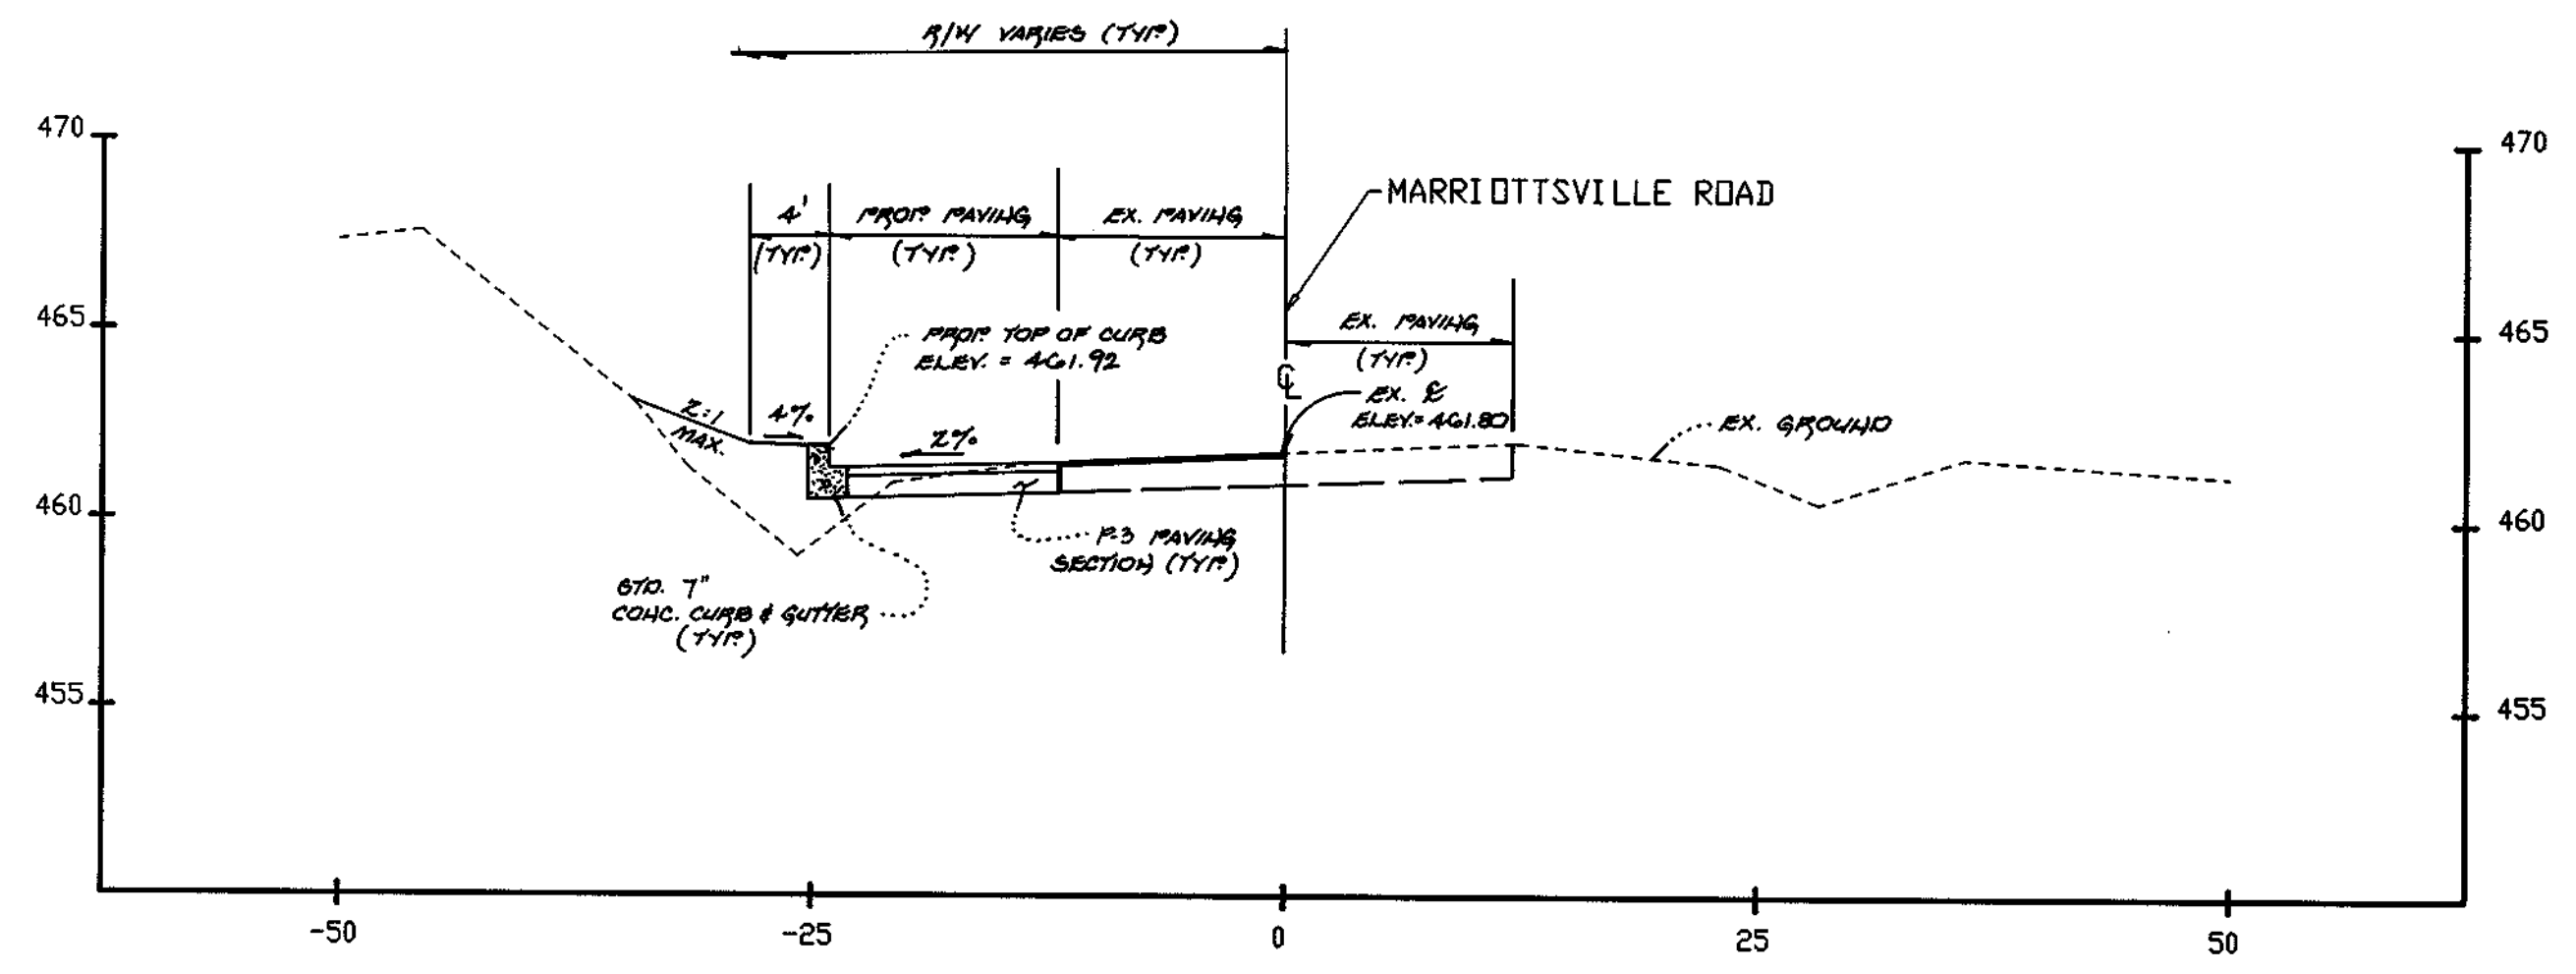 R/W VARIES (TYP.)
470
470
MARRIOTTSVILLE ROAD
4'
(TYP.)
PROP. PAVING
(TYP.)
EX. PAVING
(TYP.)
465
465
PROP. TOP OF CURB
ELEV. = 461.92
EX. PAVING
(TYP.)
CL
EX. CL
ELEV.= 461.80
2:1
MAX.
4%
2%
EX. GROUND
460
460
P-3 PAVING
SECTION (TYP.)
STD. 7"
CONC. CURB & GUTTER
(TYP.)
455
455
-50
-25
0
25
50